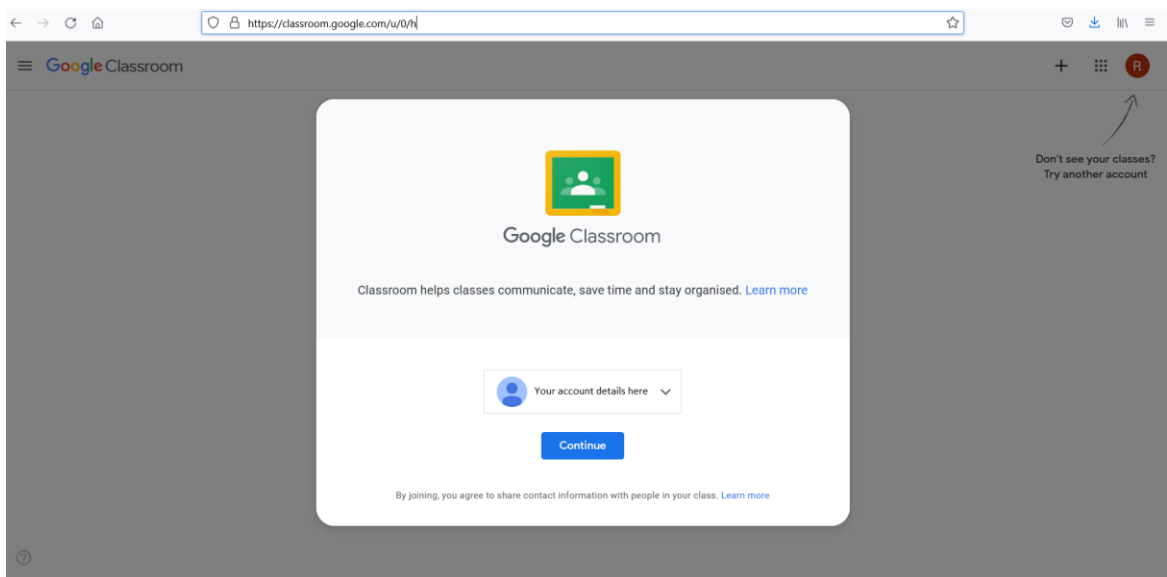 https://classroom.google.com/u/0/h
Google Classroom
R
Don't see your classes?
Try another account
Google Classroom
Classroom helps classes communicate, save time and stay organised. Learn more
Your account details here
Continue
By joining, you agree to share contact information with people in your class. Learn more